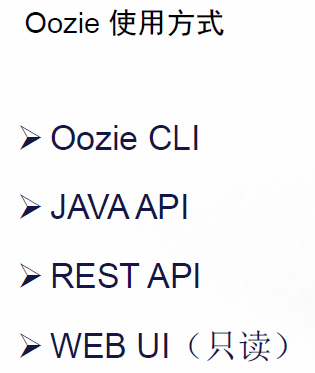 Oozie 使用方式
➢ Oozie CLI
➢ JAVA API
➢ REST API
➢ WEB UI（只读）